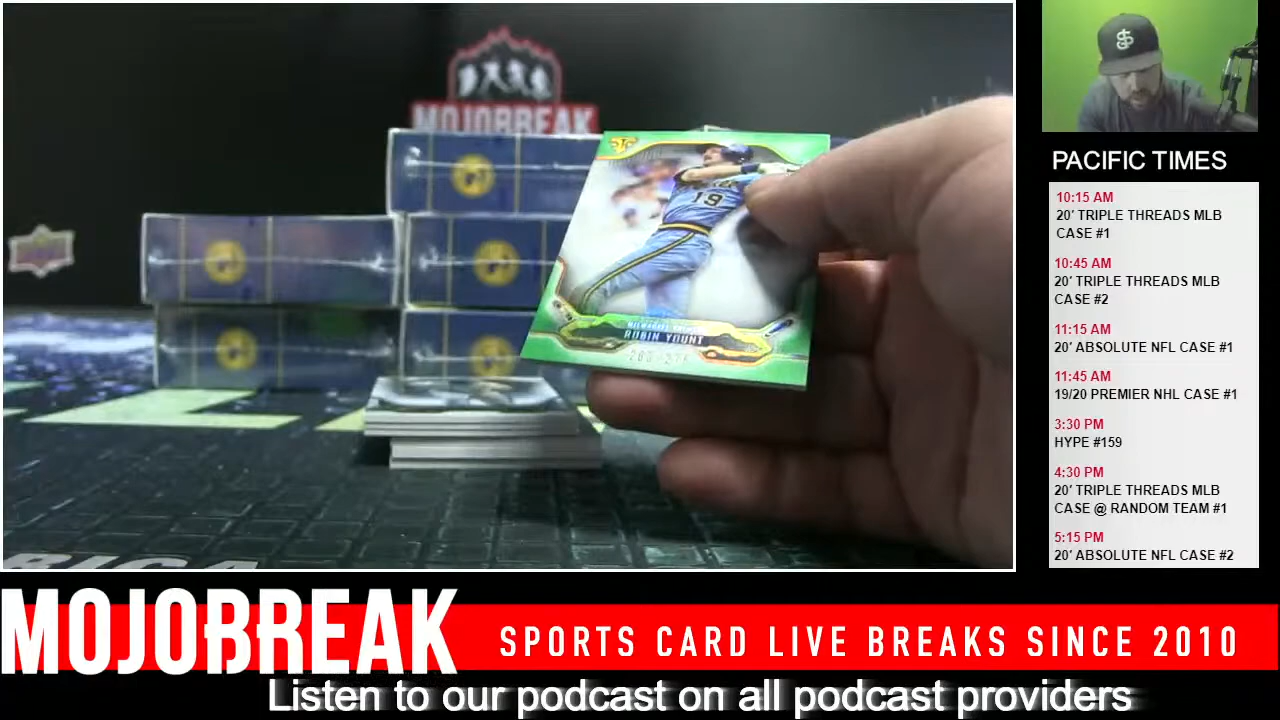 MOJOBREAK
19
ROBIN YOUNT
PACIFIC TIMES
10:15 AM
20' TRIPLE THREADS MLB
CASE #1
10:45 AM
20' TRIPLE THREADS MLB
CASE #2
11:15 AM
20' ABSOLUTE NFL CASE #1
11:45 AM
19/20 PREMIER NHL CASE #1
3:30 PM
HYPE #159
4:30 PM
20' TRIPLE THREADS MLB
CASE @ RANDOM TEAM #1
5:15 PM
20' ABSOLUTE NFL CASE #2
MOJOBREAK
SPORTS CARD LIVE BREAKS SINCE 2010
Listen to our podcast on all podcast providers